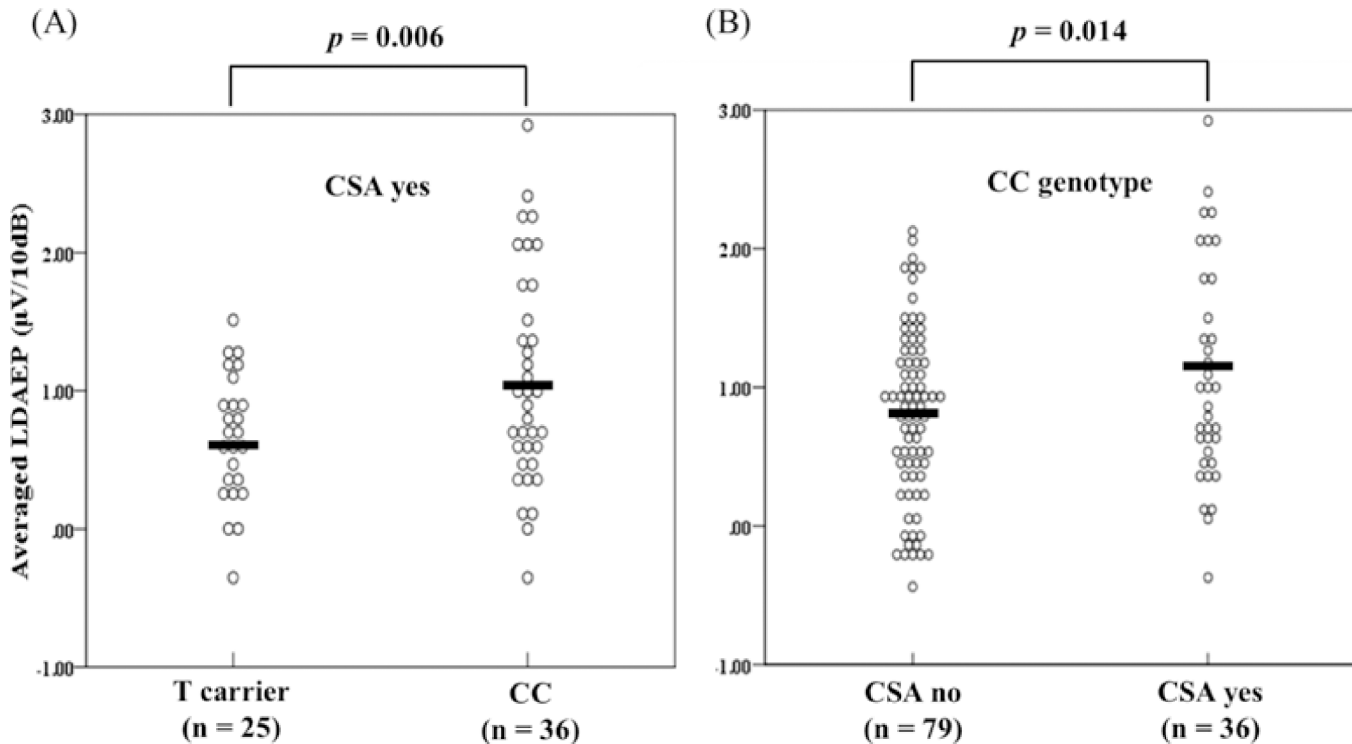 (A)
p = 0.006
3.00
2.00
1.00
.00
-1.00
Averaged LDAEP (µV/10dB)
CSA yes
T carrier
(n = 25)
CC
(n = 36)
(B)
p = 0.014
3.00
2.00
1.00
.00
-1.00
CC genotype
CSA no
(n = 79)
CSA yes
(n = 36)